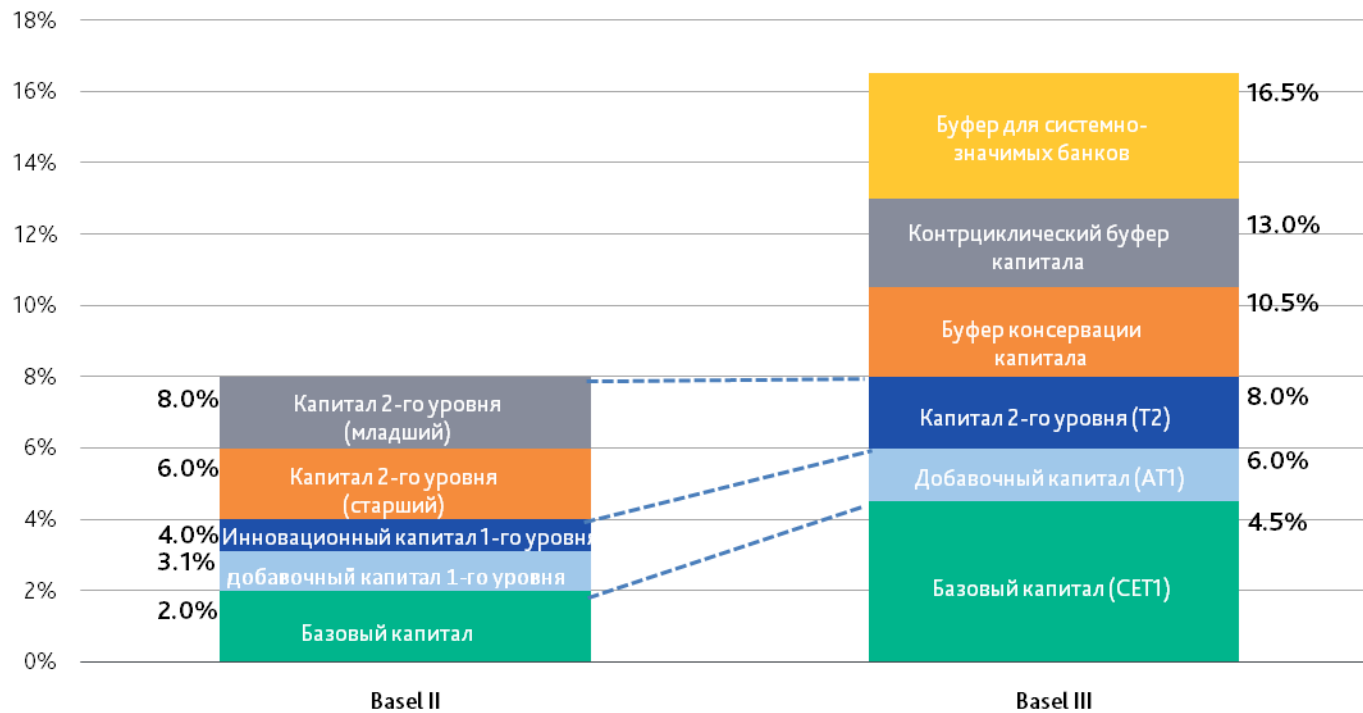 18%
16%
16.5%
Буфер для системно-
значимых банков
14%
12%
13.0%
Контрциклический буфер
капитала
10%
10.5%
Буфер консервации
капитала
8%
8.0%
Капитал 2-го уровня
(младший)
Капитал 2-го уровня (T2)
8.0%
6%
6.0%
Капитал 2-го уровня
(старший)
Добавочный капитал (AT1)
6.0%
4%
4.0%
Инновационный капитал 1-го уровня
4.5%
3.1%
добавочный капитал 1-го уровня
2%
2.0%
Базовый капитал
Базовый капитал (CET1)
0%
Basel II
Basel III